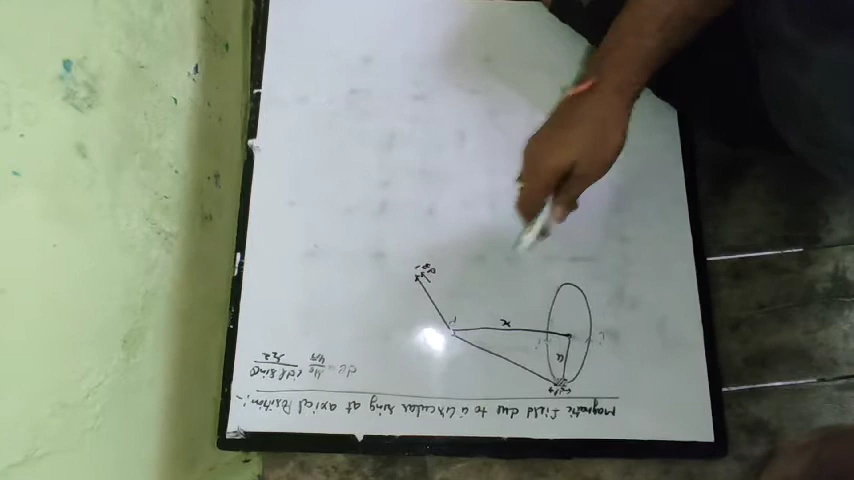 Magnetic field due to a circular ring at axial Position:-
dB = μ0/4π idl sinθ/r2
a
x
P
i
i